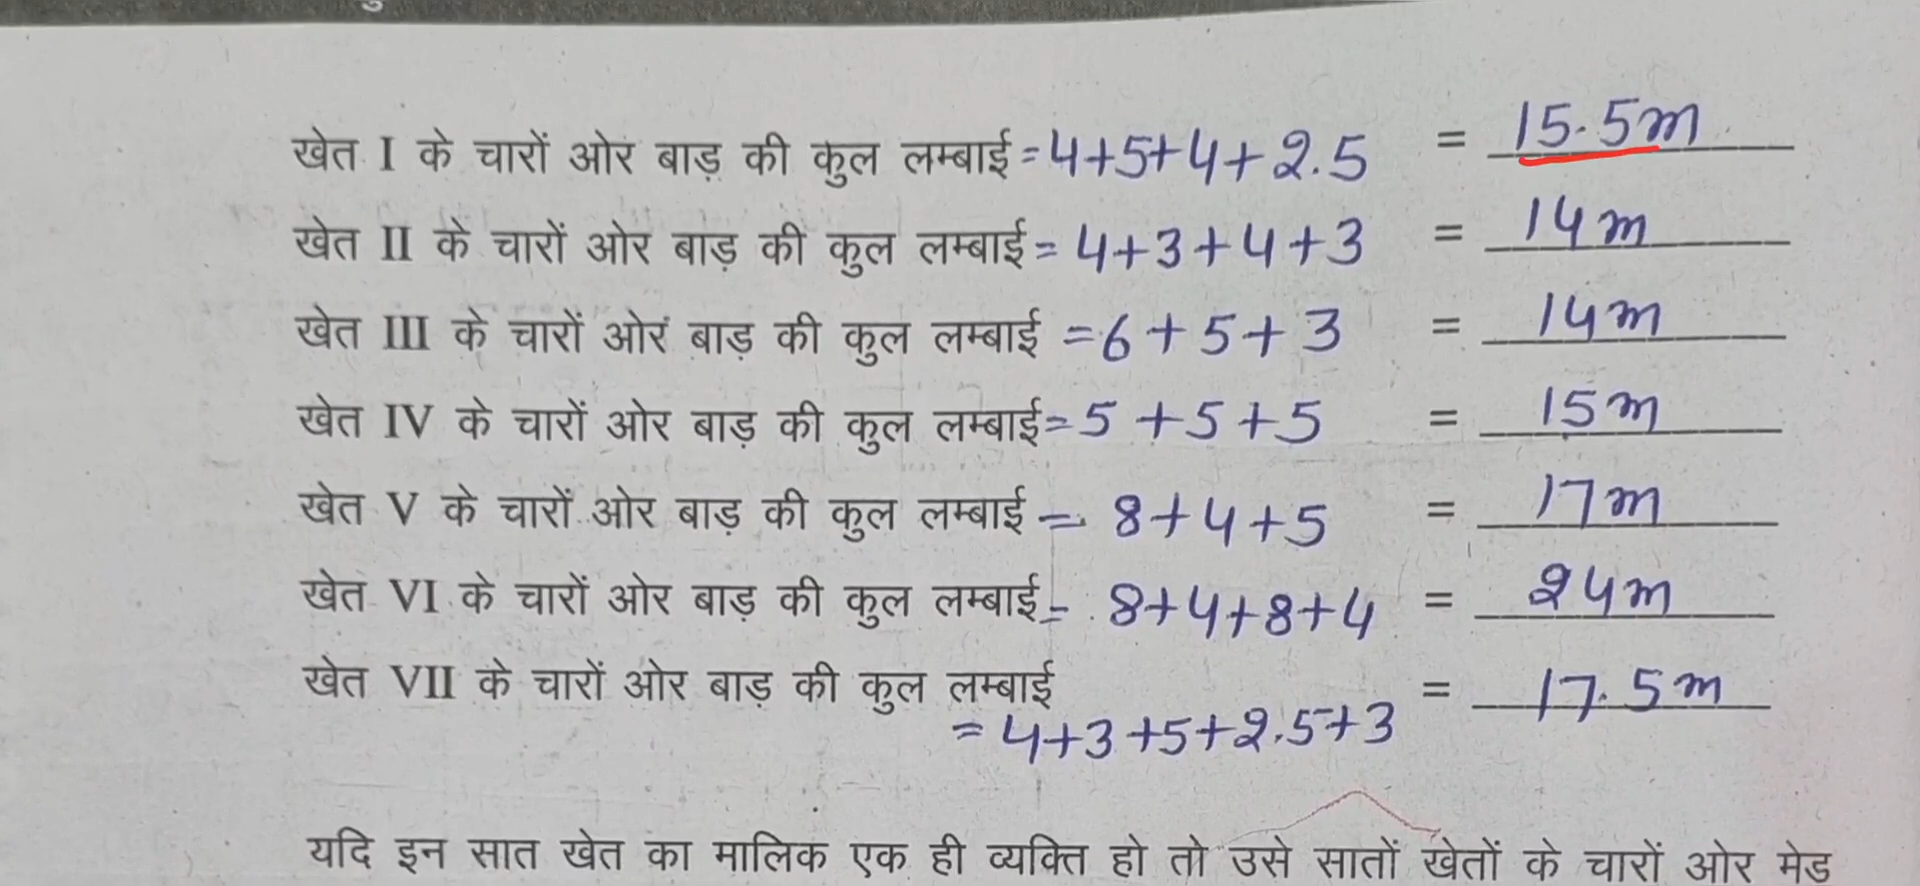 खेत I के चारों ओर बाड़ की कुल लम्बाई = 4+5+4+2.5 = 15.5m
खेत II के चारों ओर बाड़ की कुल लम्बाई = 4+3+4+3 = 14m
खेत III के चारों ओर बाड़ की कुल लम्बाई = 6+5+3 = 14m
खेत IV के चारों ओर बाड़ की कुल लम्बाई = 5+5+5 = 15m
खेत V के चारों ओर बाड़ की कुल लम्बाई = 8+4+5 = 17m
खेत VI के चारों ओर बाड़ की कुल लम्बाई = 8+4+8+4 = 24m
खेत VII के चारों ओर बाड़ की कुल लम्बाई = 17.5m
= 4+3+5+2.5+3
यदि इन सात खेत का मालिक एक ही व्यक्ति हो तो उसे सातों खेतों के चारों ओर मेड